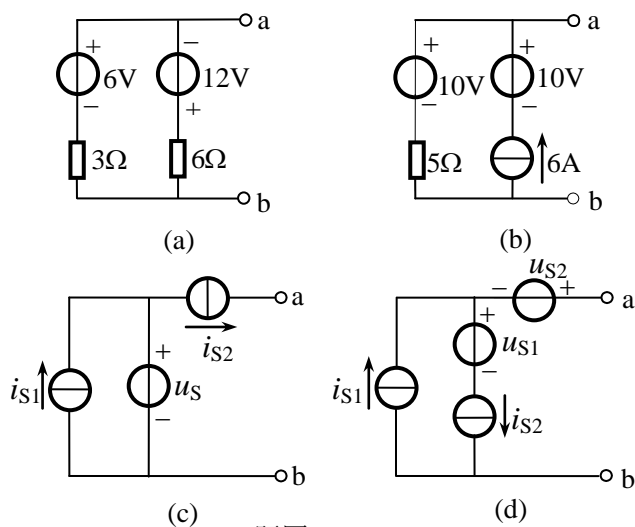 a
+
−
+
−
6V
12V
−
+
3Ω
6Ω
b
(a)
a
+
+
10V
10V
−
−
5Ω
6A
b
(b)
a
iS2
iS1
+
uS
−
b
(c)
uS2
−
+
a
+
uS1
−
iS1
iS2
b
(d)